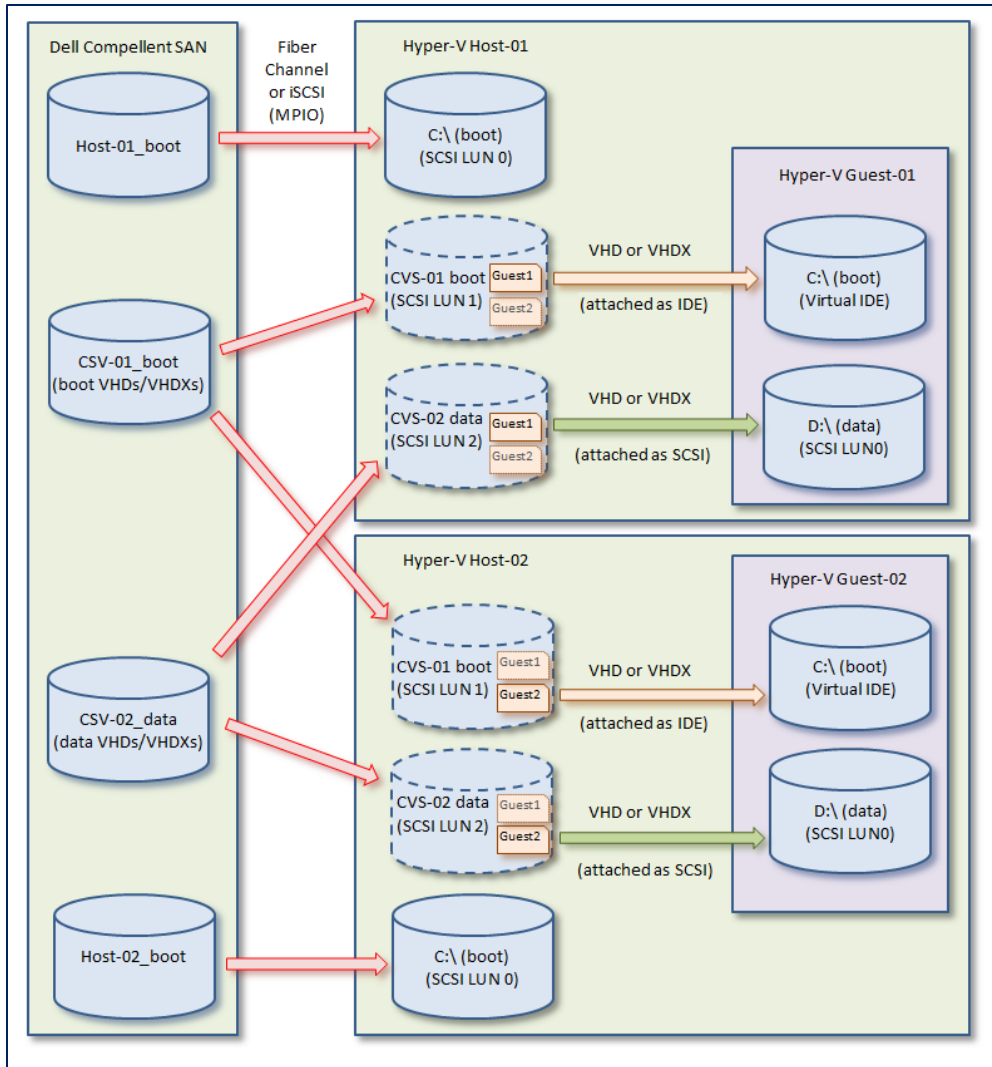 Dell Compellent SAN
Host-01_boot
CSV-01_boot
(boot VHDs/VHDXs)
CSV-02_data
(data VHDs/VHDXs)
Host-02_boot
Fiber
Channel
or iSCSI
(MPIO)
Hyper-V Host-01
C:\ (boot)
(SCSI LUN 0)
CVS-01 boot
(SCSI LUN 1)
Guest1
Guest2
VHD or VHDX
(attached as IDE)
CVS-02 data
(SCSI LUN 2)
Guest1
Guest2
VHD or VHDX
(attached as SCSI)
Hyper-V Guest-01
C:\ (boot)
(Virtual IDE)
D:\ (data)
(SCSI LUN0)
Hyper-V Host-02
CVS-01 boot
(SCSI LUN 1)
Guest1
Guest2
VHD or VHDX
(attached as IDE)
CVS-02 data
(SCSI LUN 2)
Guest1
Guest2
VHD or VHDX
(attached as SCSI)
C:\ (boot)
(SCSI LUN 0)
Hyper-V Guest-02
C:\ (boot)
(Virtual IDE)
D:\ (data)
(SCSI LUN0)